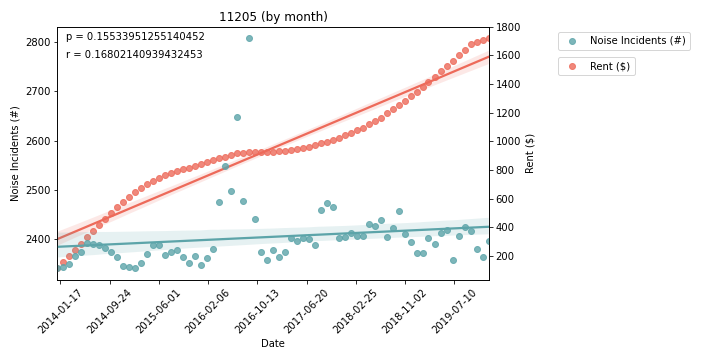 11205 (by month)
p = 0.15533951255140452
r = 0.16802140939432453
Noise Incidents (#)
2800
2700
2600
2500
2400
1800
1600
1400
1200
1000
800
600
400
200
Rent ($)
Noise Incidents (#)
Rent ($)
2014-01-17
2014-09-24
2015-06-01
2016-02-06
2016-10-13
2017-06-20
2018-02-25
2018-11-02
2019-07-10
Date